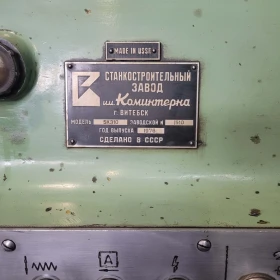 MADE IN USSR
СТАНКОСТРОИТЕЛЬНЫЙ
ЗАВОД
им. Коминтерна
г. ВИТЕБСК
МОДЕЛЬ ЗАВОДСКОЙ №
ГОД ВЫПУСКА
СДЕЛАНО В СССР
A